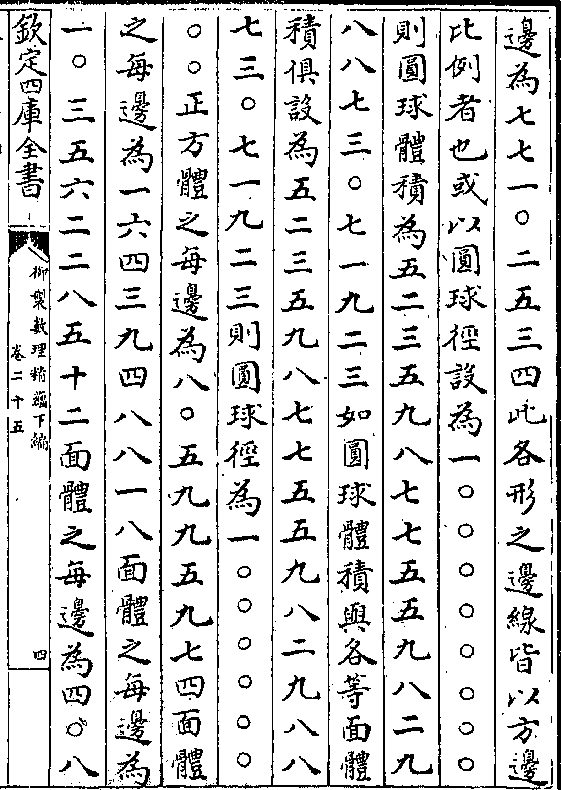 邊為七七一〇二五三四此各形之邊線皆以方邊
比例者也或以圓球徑設為一〇〇〇〇〇〇〇〇
則圓球體積為五二三五九八七七五五九八二九
八八七三〇七一九二三如圓球體積與各等面體
積俱設為五二三五九八七七五五九八二九八八
七三〇七一九二三則圓球徑為一〇〇〇〇〇〇
〇〇正方體之每邊為八〇五九九五九七四面體
之每邊為一六四三九四八八一八面體之每邊為
一〇三五六二二八五十二面體之每邊為四〇八
欽定四庫全書
御製數理精蘊下編
卷二十五
四